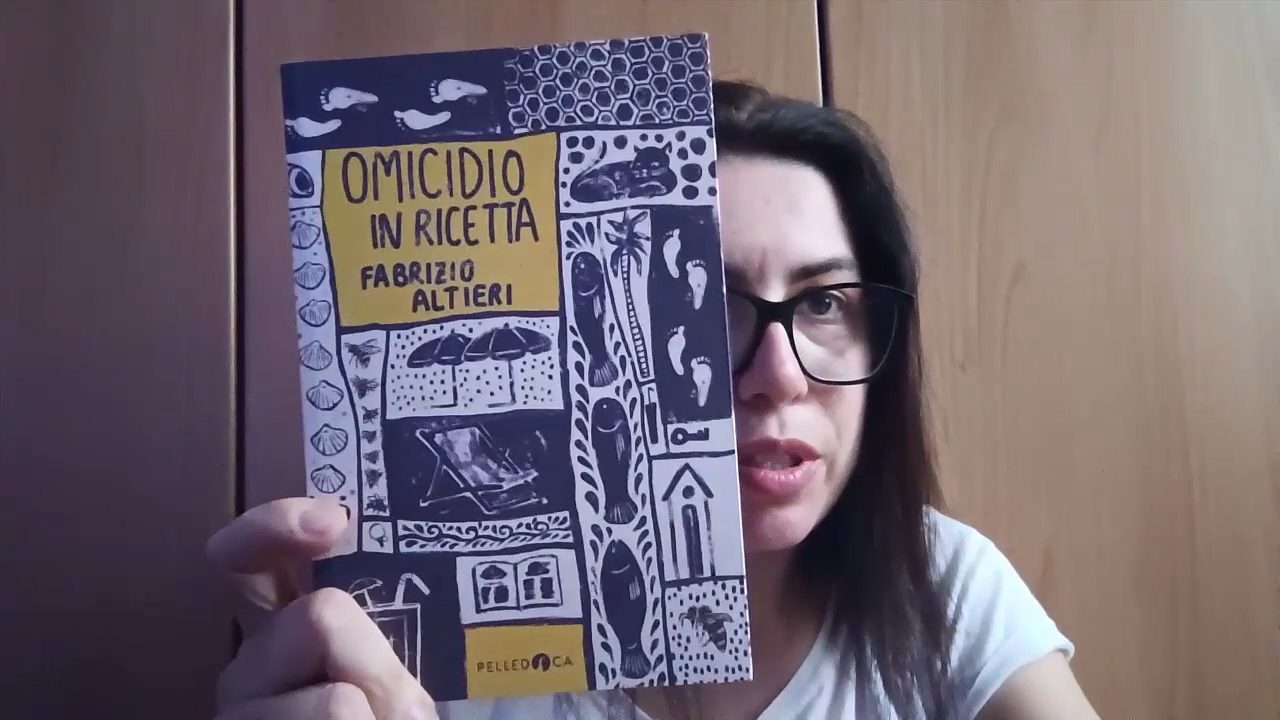 OMICIDIO
IN RICETTA
FABRIZIO
ALTIERI
PELLEDOCA